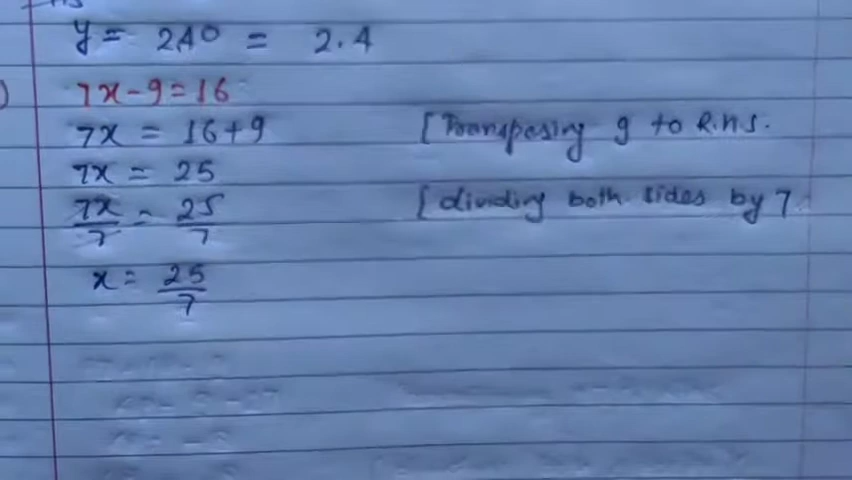 y = 240 = 2.4
7x - 9 = 16
7x = 16 + 9 [Transposing 9 to R.H.S.
7x = 25
7x/7 = 25/7 [dividing both sides by 7
x = 25/7